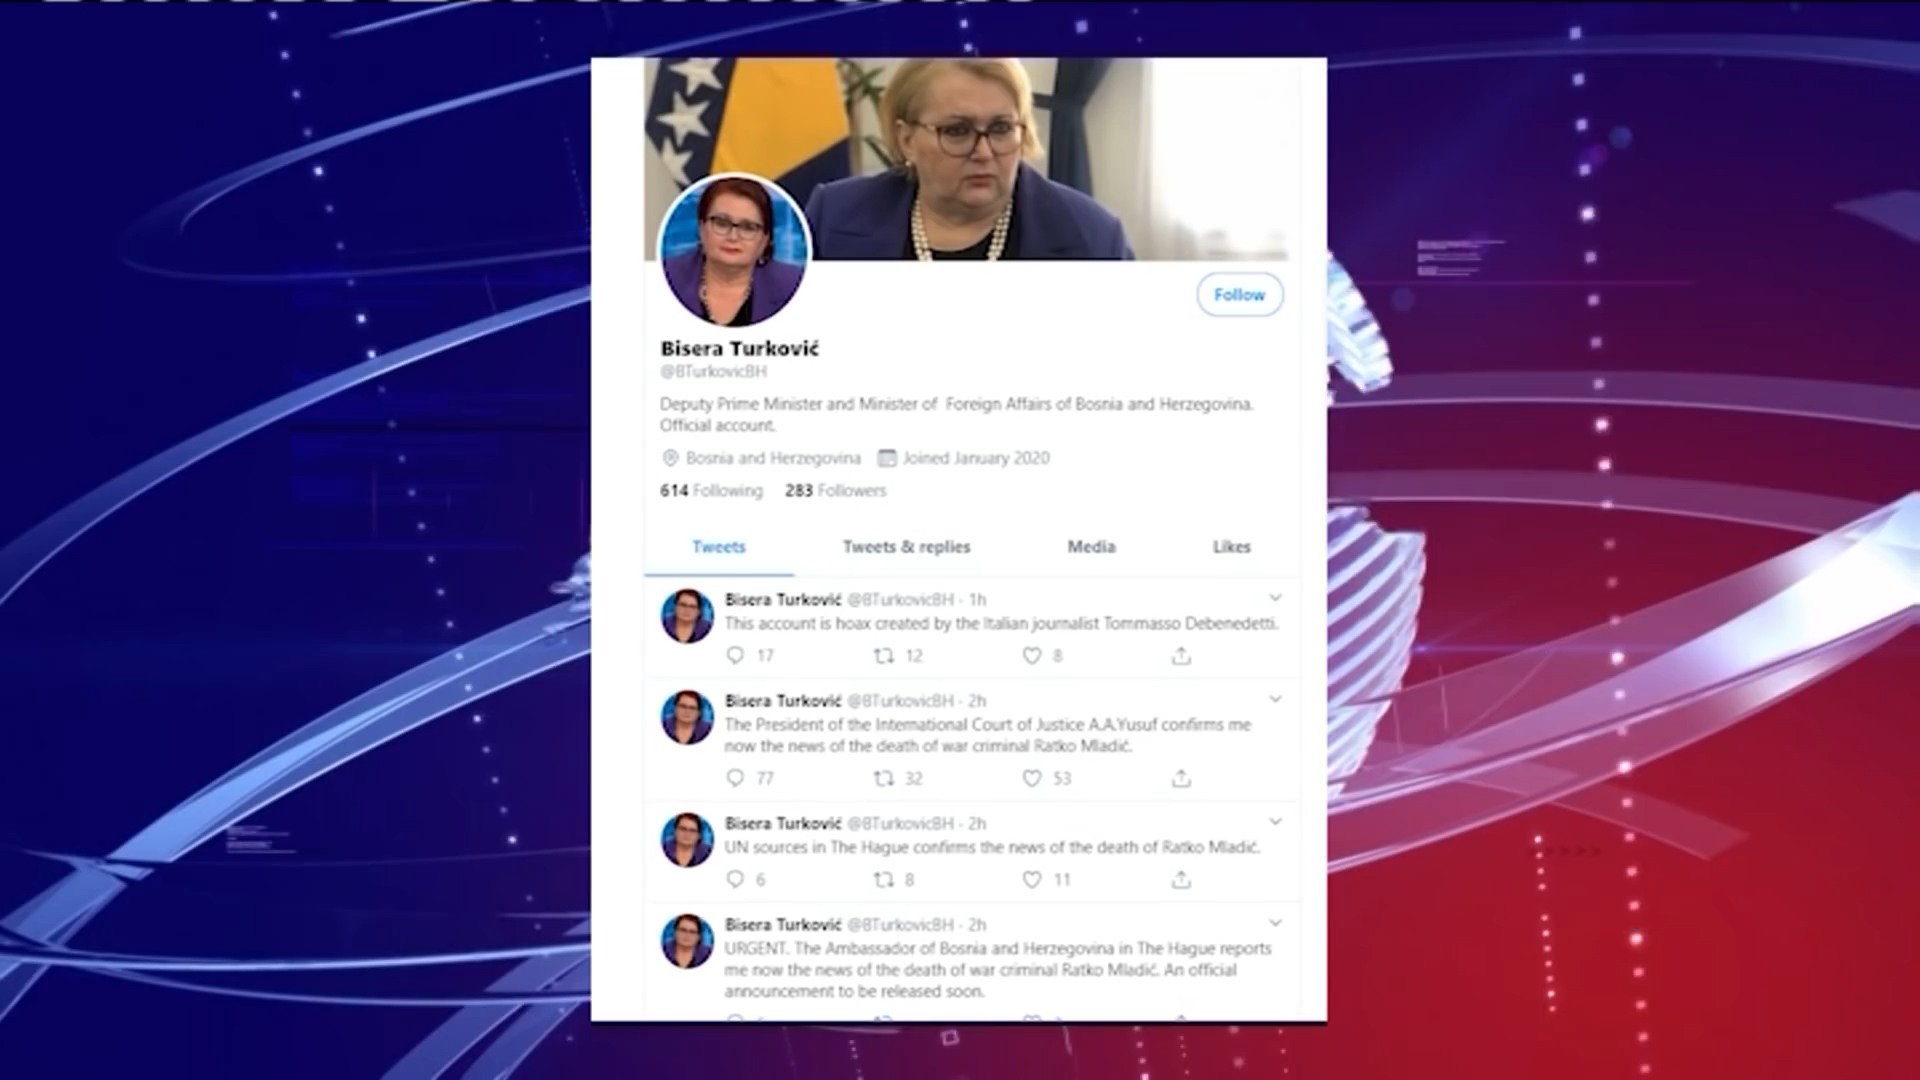 Follow
Bisera Turković
@BTurkovicBH
Deputy Prime Minister and Minister of Foreign Affairs of Bosnia and Herzegovina.
Official account.
Bosnia and Herzegovina Joined January 2020
614 Following 283 Followers
Tweets Tweets & replies Media Likes
Bisera Turković @BTurkovicBH · 1h
This account is hoax created by the Italian journalist Tommasso Debenedetti.
17 12 8
Bisera Turković @BTurkovicBH · 2h
The President of the International Court of Justice A.A.Yusuf confirms me
now the news of the death of war criminal Ratko Mladić.
77 32 53
Bisera Turković @BTurkovicBH · 2h
UN sources in The Hague confirms the news of the death of Ratko Mladić.
6 8 11
Bisera Turković @BTurkovicBH · 2h
URGENT. The Ambassador of Bosnia and Herzegovina in The Hague reports
me now the news of the death of war criminal Ratko Mladić. An official
announcement to be released soon.